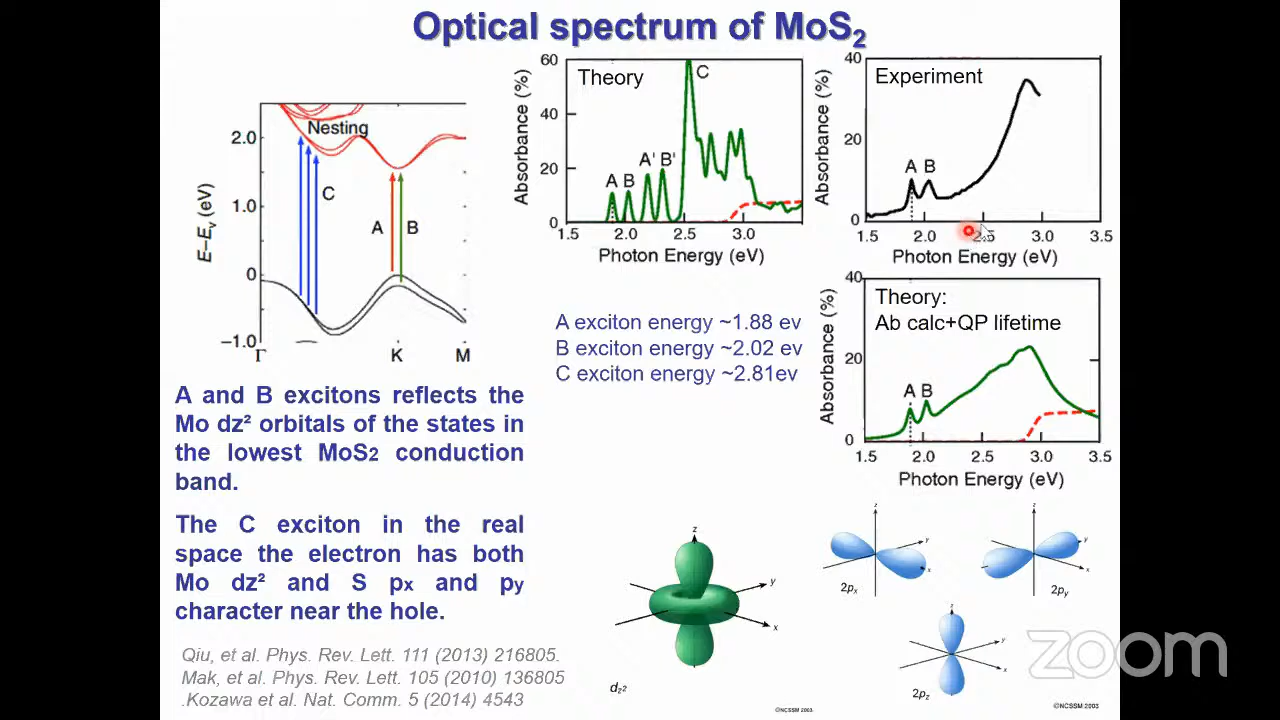 Optical spectrum of MoS2
Nesting
2.0
1.0
0
−1.0
E−Ev (eV)
C
A
B
Γ
K
M
Theory
60
40
20
0
Absorbance (%)
A
B
A'
B'
C
1.5
2.0
2.5
3.0
Photon Energy (eV)
Experiment
40
20
0
Absorbance (%)
A
B
1.5
2.0
2.5
3.0
3.5
Photon Energy (eV)
Theory:
Ab calc+QP lifetime
40
20
0
Absorbance (%)
A
B
1.5
2.0
2.5
3.0
3.5
Photon Energy (eV)
A exciton energy ~1.88 ev
B exciton energy ~2.02 ev
C exciton energy ~2.81ev
A and B excitons reflects the
Mo dz² orbitals of the states in
the lowest MoS2 conduction
band.
The C exciton in the real
space the electron has both
Mo dz² and S px and py
character near the hole.
Qiu, et al. Phys. Rev. Lett. 111 (2013) 216805.
Mak, et al. Phys. Rev. Lett. 105 (2010) 136805
.Kozawa et al. Nat. Comm. 5 (2014) 4543
z
y
x
dz2
©NCSSM 2003
z
y
x
2px
z
y
x
2py
z
y
x
2pz
©NCSSM 2003
zoom